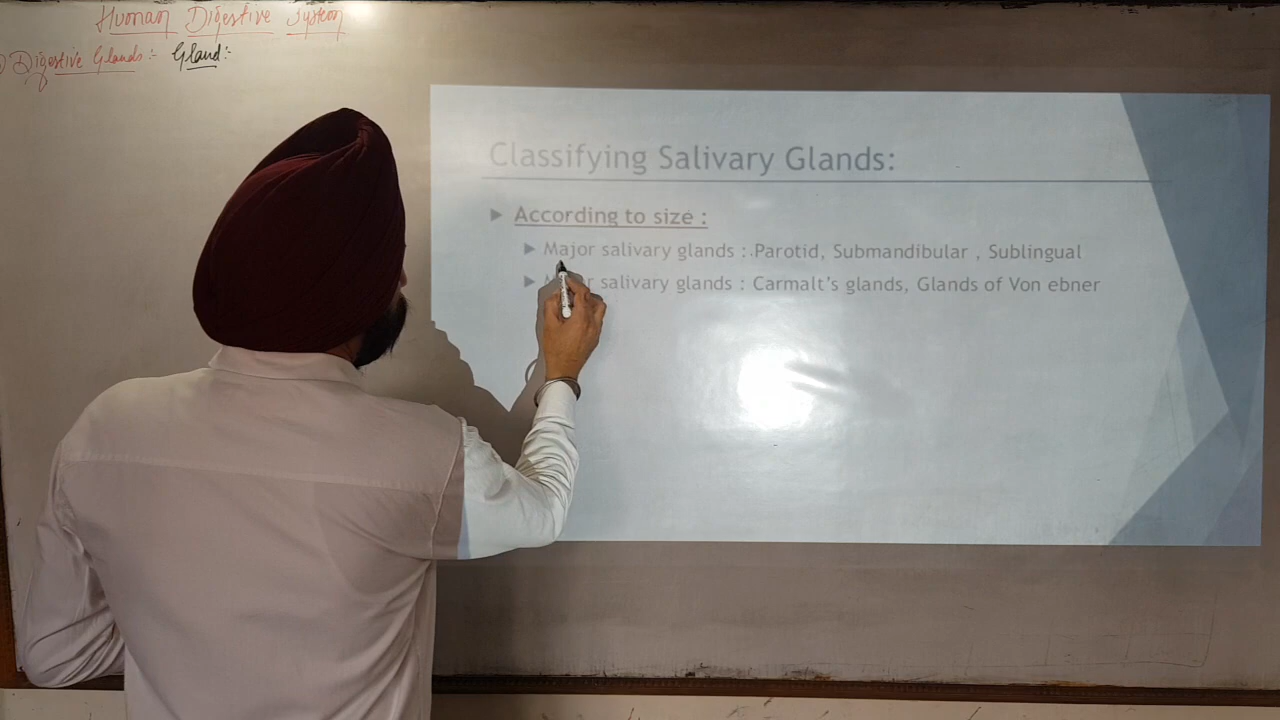 Human Digestive System
Digestive Glands:- Gland:-
Classifying Salivary Glands:
According to size :
Major salivary glands : Parotid, Submandibular , Sublingual
salivary glands : Carmalt's glands, Glands of Von ebner